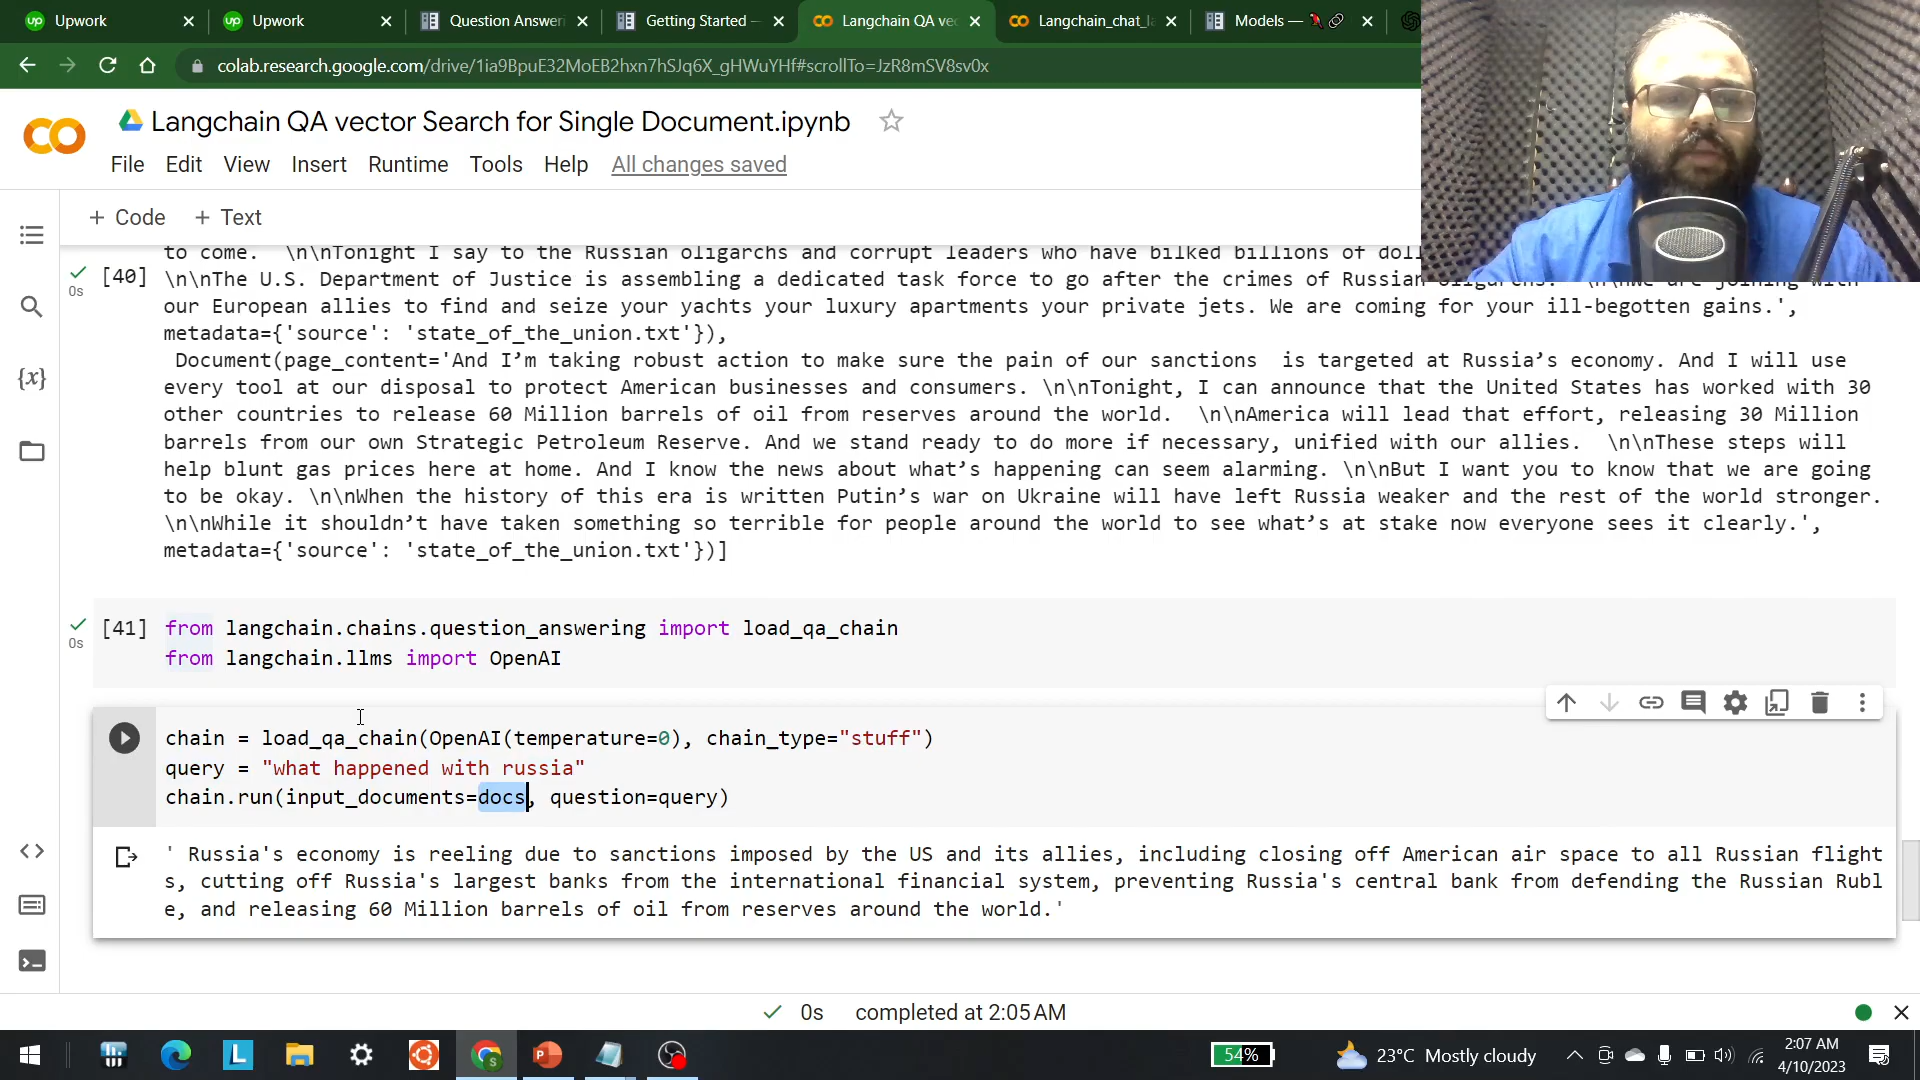 Upwork
Upwork
Question Answeri
Getting Started —
Langchain QA vec
Langchain_chat_la
Models —
colab.research.google.com/drive/1ia9BpuE32MoEB2hxn7hSJq6X_gHWuYHf#scrollTo=JzR8mSV8sv0x
Langchain QA vector Search for Single Document.ipynb
File Edit View Insert Runtime Tools Help All changes saved
+ Code + Text
to come.  \n\nTonight I say to the Russian oligarchs and corrupt leaders who have bilked billions of doll
[40]
0s
\n\nThe U.S. Department of Justice is assembling a dedicated task force to go after the crimes of Russian
our European allies to find and seize your yachts your luxury apartments your private jets. We are coming for your ill-begotten gains.',
metadata={'source': 'state_of_the_union.txt'}),
Document(page_content='And I’m taking robust action to make sure the pain of our sanctions  is targeted at Russia’s economy. And I will use
every tool at our disposal to protect American businesses and consumers. \n\nTonight, I can announce that the United States has worked with 30
other countries to release 60 Million barrels of oil from reserves around the world.  \n\nAmerica will lead that effort, releasing 30 Million
barrels from our own Strategic Petroleum Reserve. And we stand ready to do more if necessary, unified with our allies.  \n\nThese steps will
help blunt gas prices here at home. And I know the news about what’s happening can seem alarming. \n\nBut I want you to know that we are going
to be okay. \n\nWhen the history of this era is written Putin’s war on Ukraine will have left Russia weaker and the rest of the world stronger.
\n\nWhile it shouldn’t have taken something so terrible for people around the world to see what’s at stake now everyone sees it clearly.',
metadata={'source': 'state_of_the_union.txt'})]
[41] from langchain.chains.question_answering import load_qa_chain
0s
from langchain.llms import OpenAI
chain = load_qa_chain(OpenAI(temperature=0), chain_type="stuff")
query = "what happened with russia"
chain.run(input_documents=docs, question=query)
' Russia's economy is reeling due to sanctions imposed by the US and its allies, including closing off American air space to all Russian flight
s, cutting off Russia's largest banks from the international financial system, preventing Russia's central bank from defending the Russian Rubl
e, and releasing 60 Million barrels of oil from reserves around the world.'
0s completed at 2:05 AM
54%
23°C Mostly cloudy
2:07 AM
4/10/2023